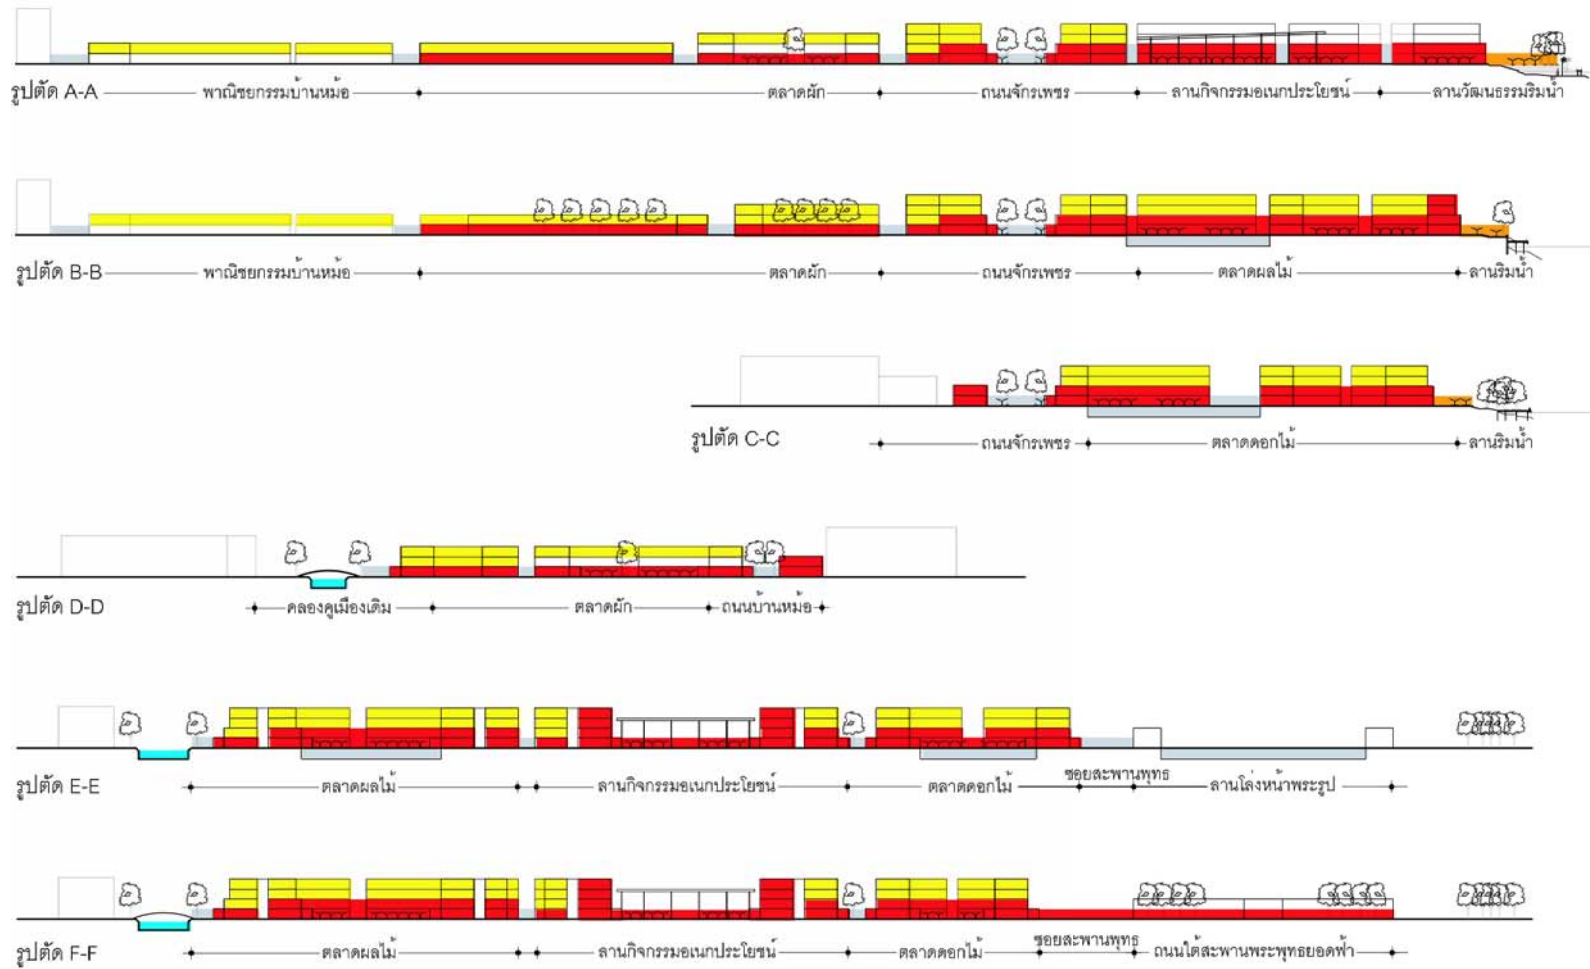 รูปตัด A-A พาณิชยกรรมบ้านหม้อ ตลาดผัก ถนนจักรเพชร ลานกิจกรรมอเนกประโยชน์ ลานวัฒนธรรมริมน้ำ
รูปตัด B-B พาณิชยกรรมบ้านหม้อ ตลาดผัก ถนนจักรเพชร ตลาดผลไม้ ลานริมน้ำ
รูปตัด C-C ถนนจักรเพชร ตลาดดอกไม้ ลานริมน้ำ
รูปตัด D-D คลองคูเมืองเดิม ตลาดผัก ถนนบ้านหม้อ
รูปตัด E-E ตลาดผลไม้ ลานกิจกรรมอเนกประโยชน์ ตลาดดอกไม้ ซอยสะพานพุทธ ลานโล่งหน้าพระรูป
รูปตัด F-F ตลาดผลไม้ ลานกิจกรรมอเนกประโยชน์ ตลาดดอกไม้ ซอยสะพานพุทธ ถนนใต้สะพานพระพุทธยอดฟ้า